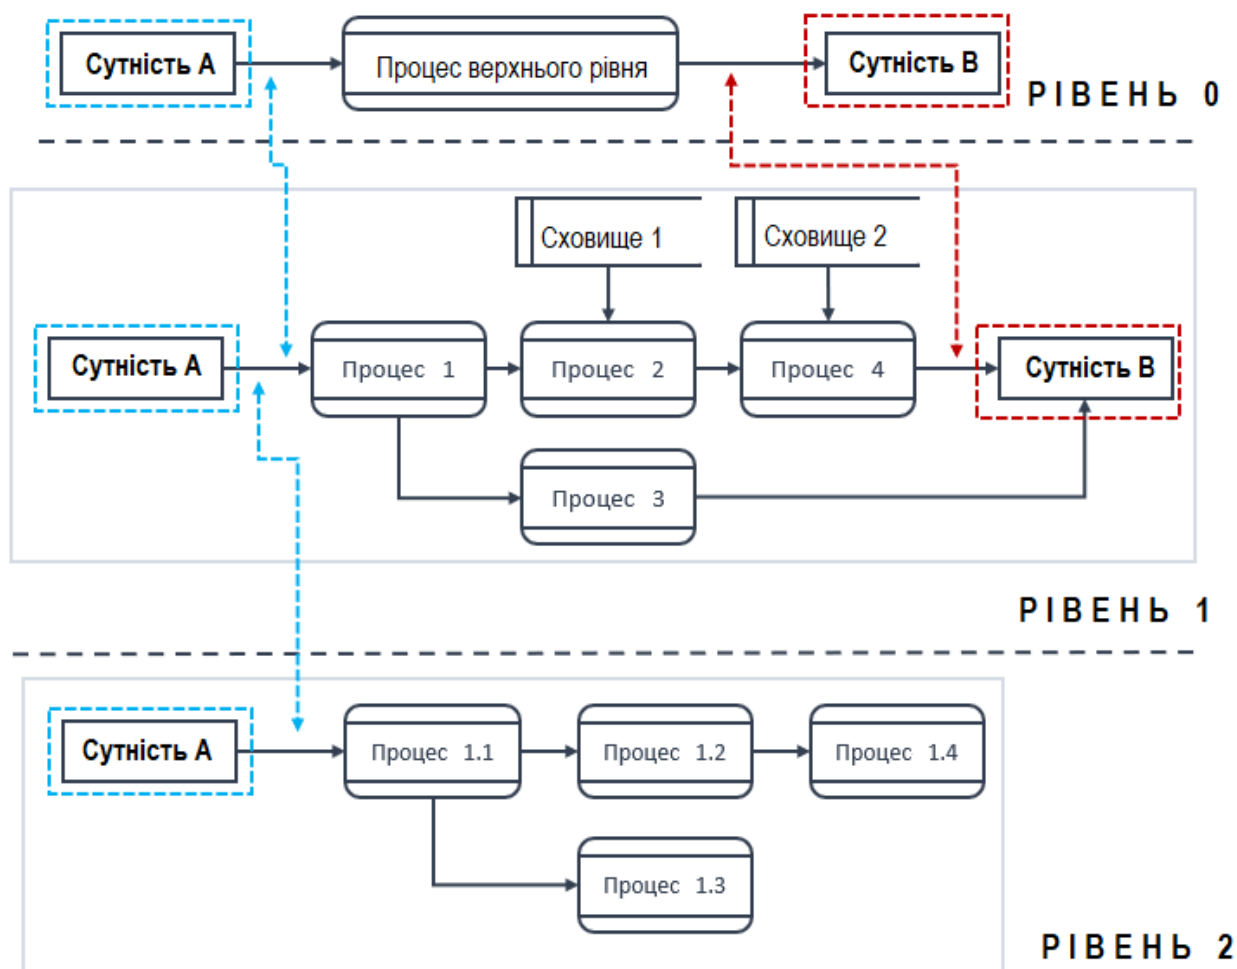 Сутність А
Процес верхнього рівня
Сутність В
РІВЕНЬ 0
Сховище 1
Сховище 2
Сутність А
Процес 1
Процес 2
Процес 4
Сутність В
Процес 3
РІВЕНЬ 1
Сутність А
Процес 1.1
Процес 1.2
Процес 1.4
Процес 1.3
РІВЕНЬ 2